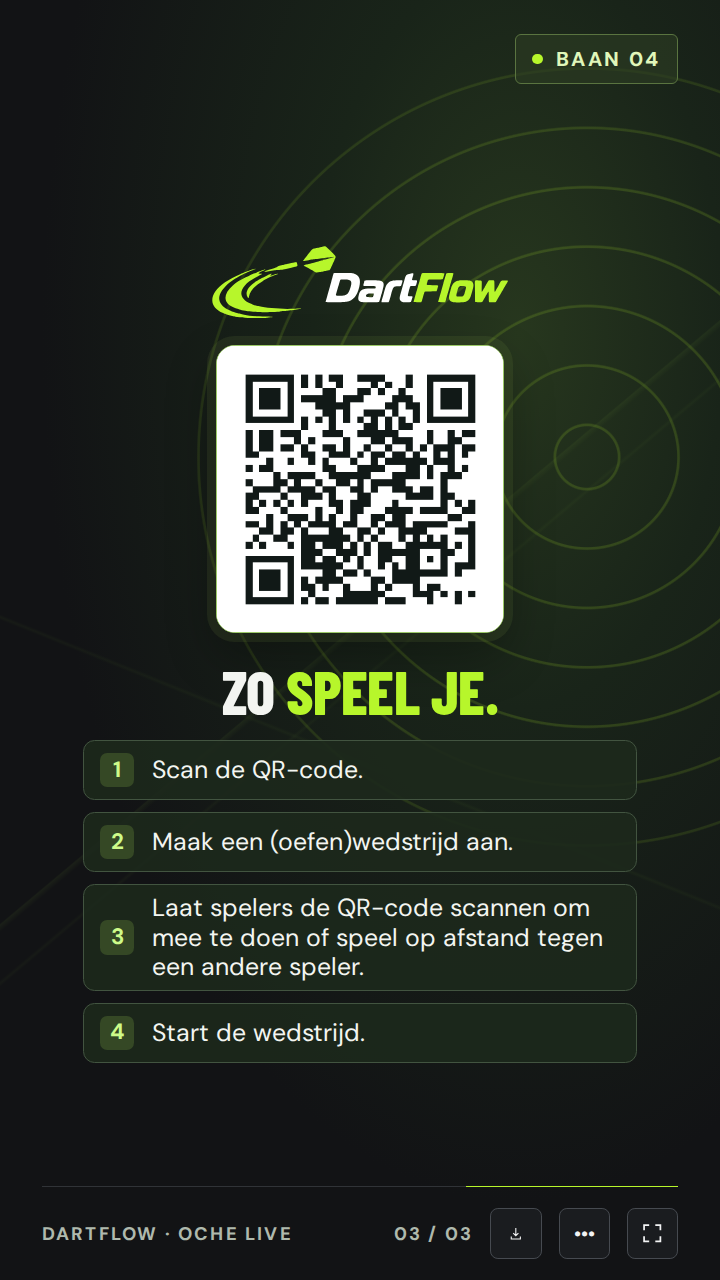 BAAN 04
DartFlow
ZO SPEEL JE.
1 Scan de QR-code.
2 Maak een (oefen)wedstrijd aan.
3 Laat spelers de QR-code scannen om
mee te doen of speel op afstand tegen
een andere speler.
4 Start de wedstrijd.
DARTFLOW · OCHE LIVE 03 / 03